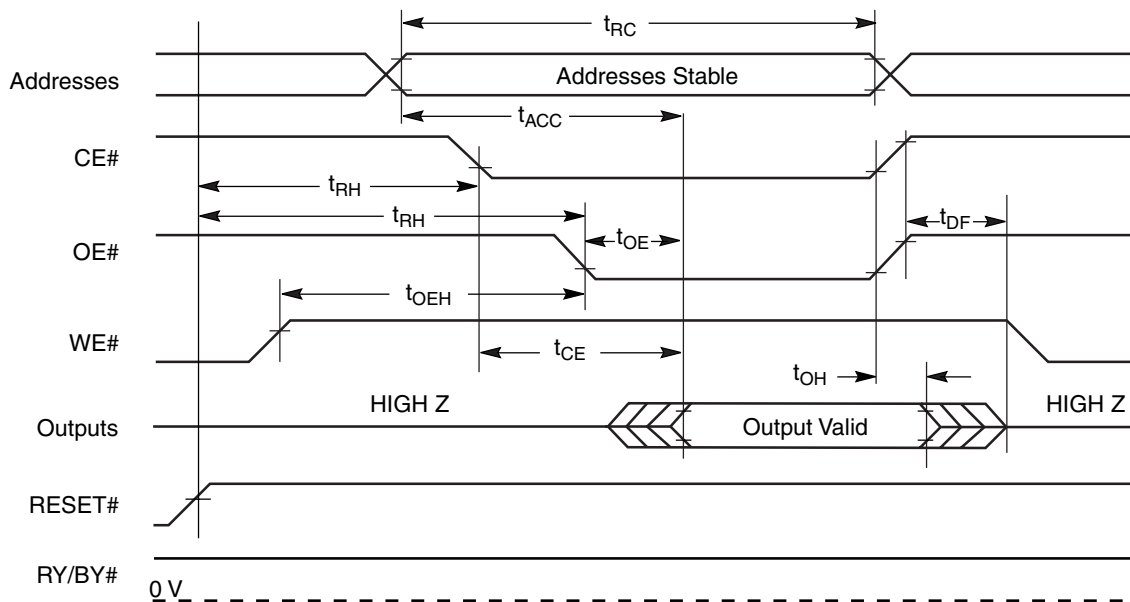 tRC
Addresses
Addresses Stable
tACC
CE#
tRH
tRH
tDF
OE#
tOE
tOEH
WE#
tCE
tOH
HIGH Z
HIGH Z
Outputs
Output Valid
RESET#
RY/BY#
0 V